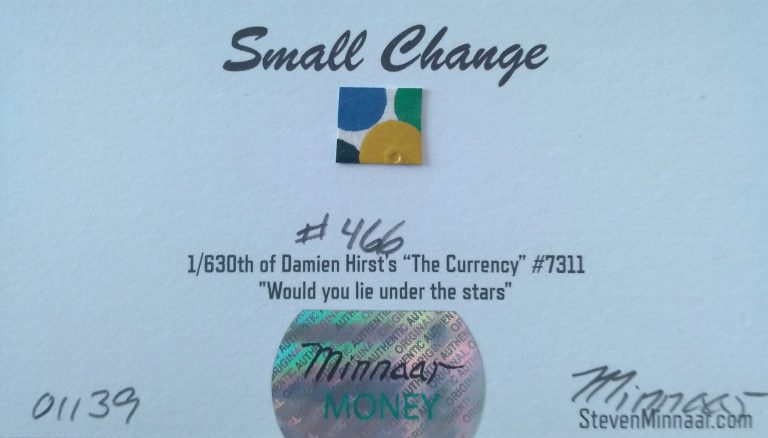 Small Change
# 466
1/630th of Damien Hirst's “The Currency” #7311
"Would you lie under the stars"
Minnaar
MONEY
01139
Minnaar
StevenMinnaar.com